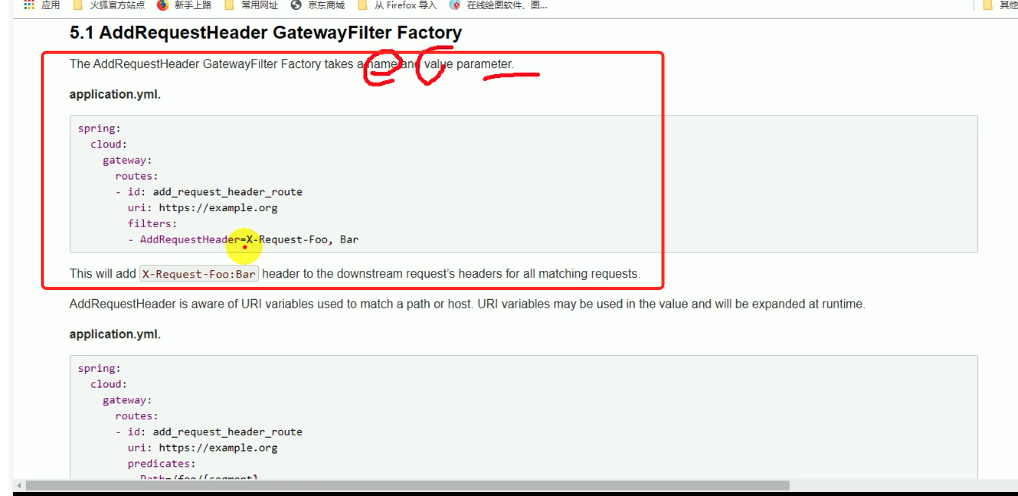 应用 火狐官方站点 新手上路 常用网址 京东商城 从 Firefox 导入 在线绘图软件、图... 其他
5.1 AddRequestHeader GatewayFilter Factory
The AddRequestHeader GatewayFilter Factory takes a name and value parameter.
application.yml.
spring:
cloud:
gateway:
routes:
- id: add_request_header_route
uri: https://example.org
filters:
- AddRequestHeader=X-Request-Foo, Bar
This will add X-Request-Foo:Bar header to the downstream request's headers for all matching requests.
AddRequestHeader is aware of URI variables used to match a path or host. URI variables may be used in the value and will be expanded at runtime.
application.yml.
spring:
cloud:
gateway:
routes:
- id: add_request_header_route
uri: https://example.org
predicates:
- Path=/foo/{segment}